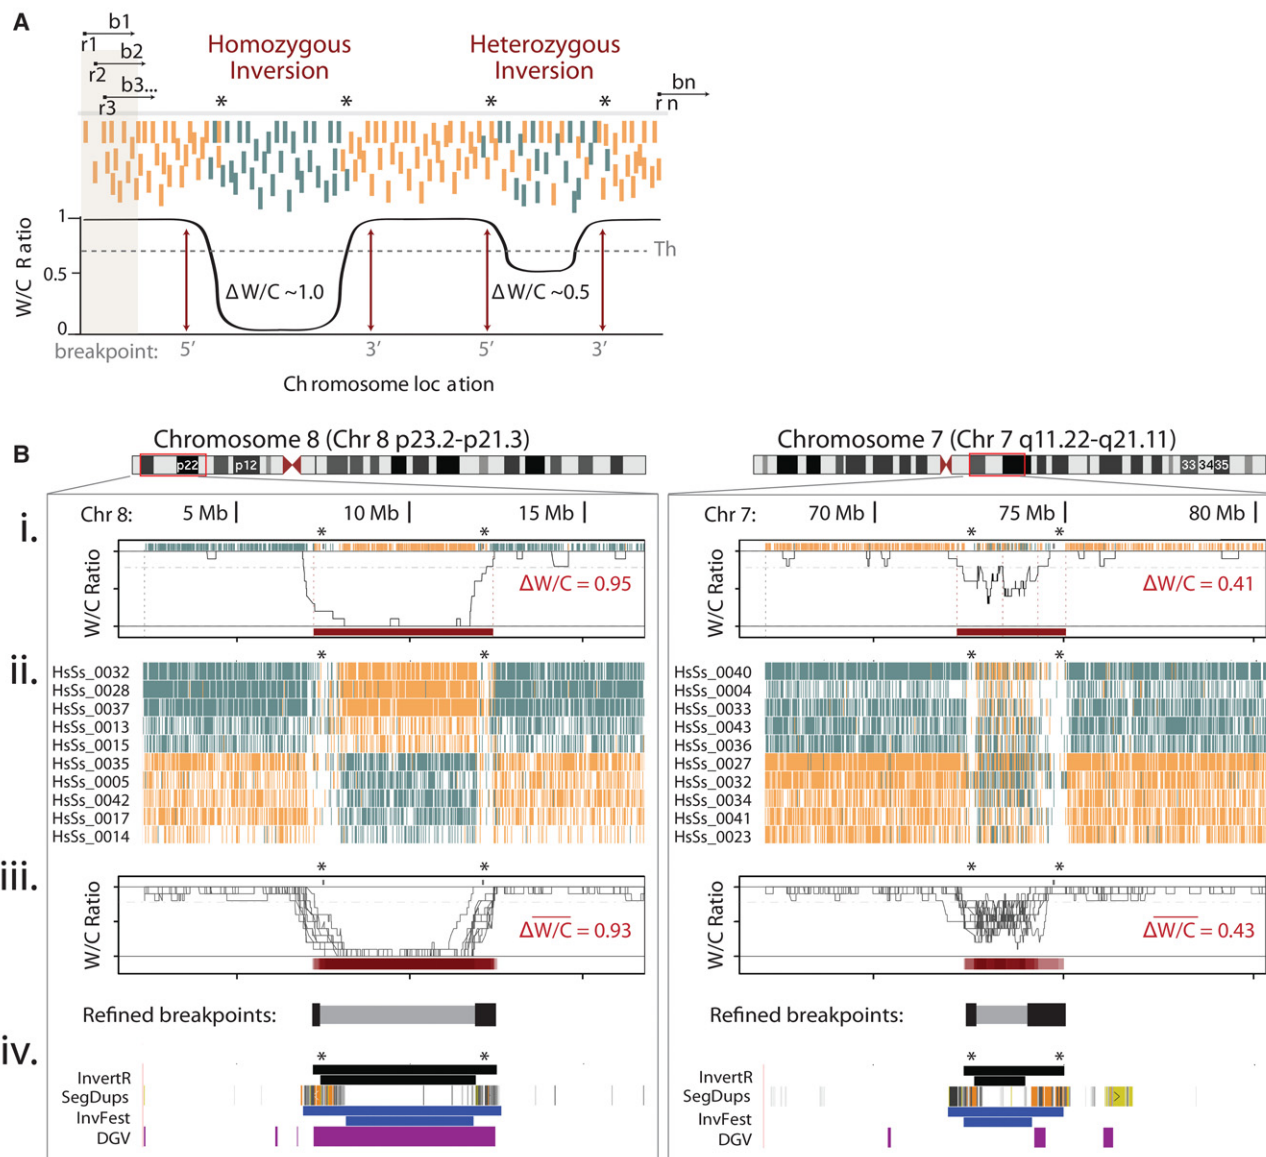 A
b1
r1
b2
r2
b3...
r3
Homozygous
Inversion
Heterozygous
Inversion
bn
r n
* * * *
W/C Ratio
1
0.5
0
Th
ΔW/C ~1.0
ΔW/C ~0.5
breakpoint: 5′ 3′ 5′ 3′
Chromosome loc ation
B
Chromosome 8 (Chr 8 p23.2-p21.3)
p22 p12
i.
Chr 8: 5 Mb 10 Mb 15 Mb
* *
W/C Ratio
ΔW/C = 0.95
ii.
* *
HsSs_0032
HsSs_0028
HsSs_0037
HsSs_0013
HsSs_0015
HsSs_0035
HsSs_0005
HsSs_0042
HsSs_0017
HsSs_0014
iii.
* *
W/C Ratio
ΔW/C = 0.93
Refined breakpoints:
iv.
* *
InvertR
SegDups
InvFest
DGV
Chromosome 7 (Chr 7 q11.22-q21.11)
33 34 35
Chr 7: 70 Mb 75 Mb 80 Mb
* *
W/C Ratio
ΔW/C = 0.41
* *
HsSs_0040
HsSs_0004
HsSs_0033
HsSs_0043
HsSs_0036
HsSs_0027
HsSs_0032
HsSs_0034
HsSs_0041
HsSs_0023
* *
W/C Ratio
ΔW/C = 0.43
Refined breakpoints:
* *
InvertR
SegDups
InvFest
DGV